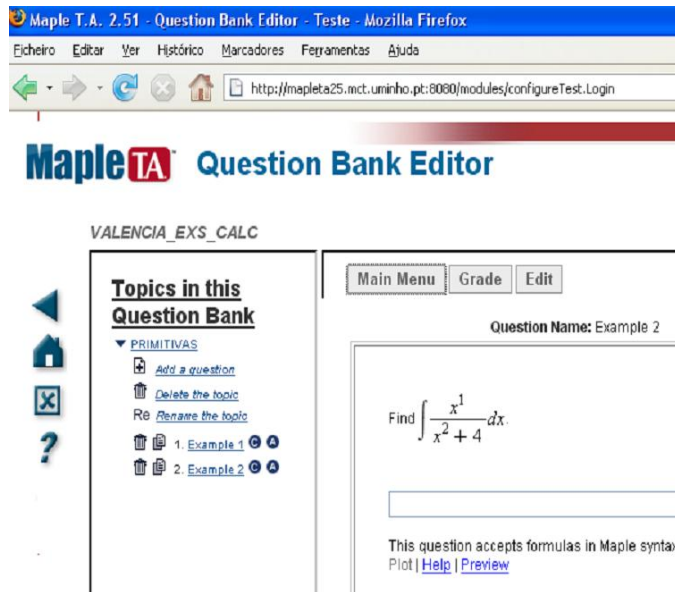 Maple T.A. 2.51 - Question Bank Editor - Teste - Mozilla Firefox
Ficheiro Editar Ver Histórico Marcadores Ferramentas Ajuda
http://mapleta25.mct.uminho.pt:8080/modules/configureTest.Login
Maple TA Question Bank Editor
VALENCIA_EXS_CALC
Topics in this
Question Bank
PRIMITIVAS
Add a question
Delete the topic
Re Rename the topic
1. Example 1 C A
2. Example 2 C A
Main Menu Grade Edit
Question Name: Example 2
Find ∫ x^1 / (x^2 + 4) dx.
This question accepts formulas in Maple syntax
Plot | Help | Preview